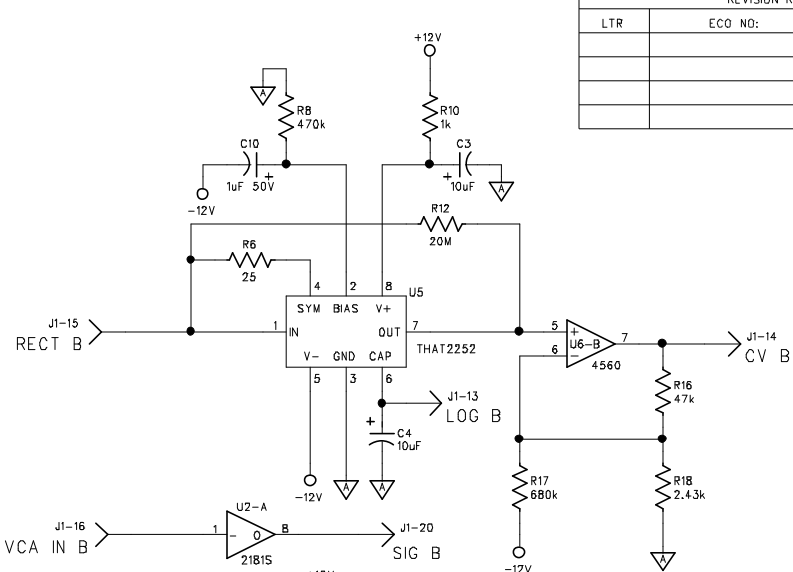 REVISION R
LTR ECO NO:
+12V
A
R8
470k
R10
1k
C10
+
1uF 50V
-12V
C3
+
10uF
A
R12
20M
R6
25
4 2 8 U5
SYM BIAS V+
J1-15
RECT B
1 IN OUT 7
THAT2252
V- GND CAP
5 3 6
5 + 7
U6-B
6 -
4560
J1-14
CV B
J1-13
LOG B
R16
47k
+
C4
10uF
-12V
A
A
R17
680k
R18
2.43k
-12V
A
U2-A
J1-16
VCA IN B
1 - O 8
2181S
J1-20
SIG B